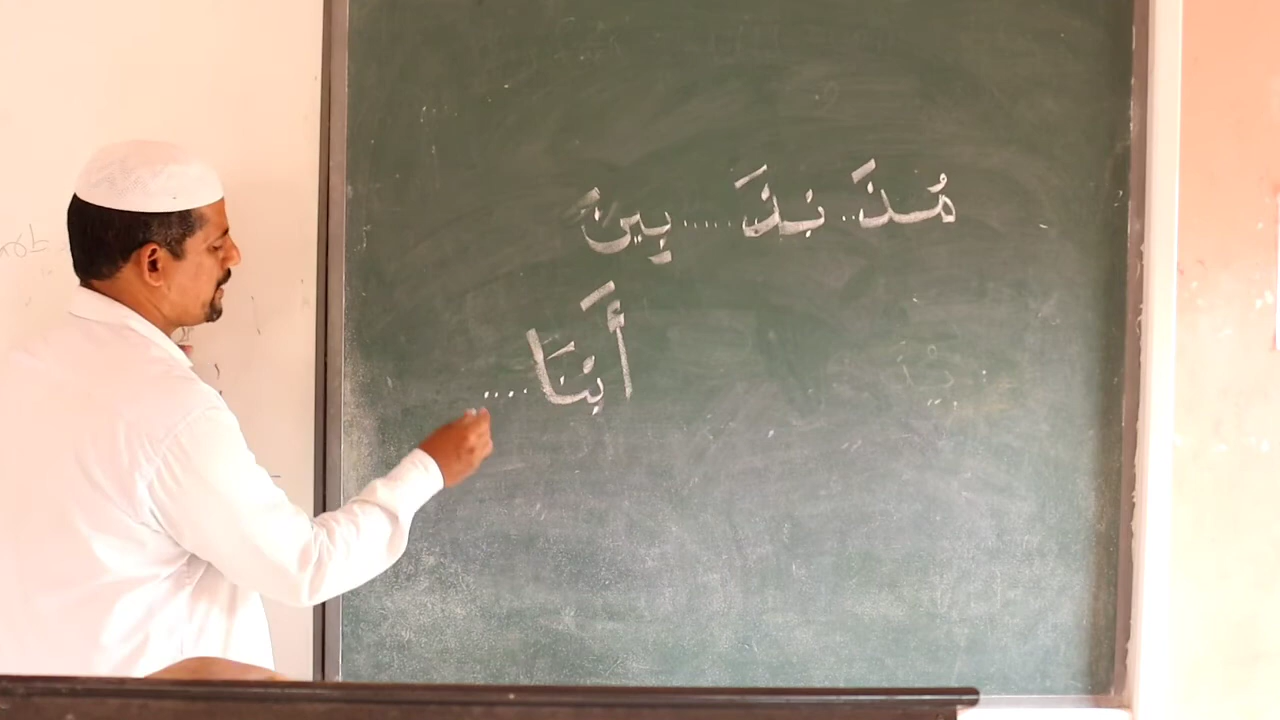 مُذَ .. بْذَ ..... بِينَ
أَبْنَا ....